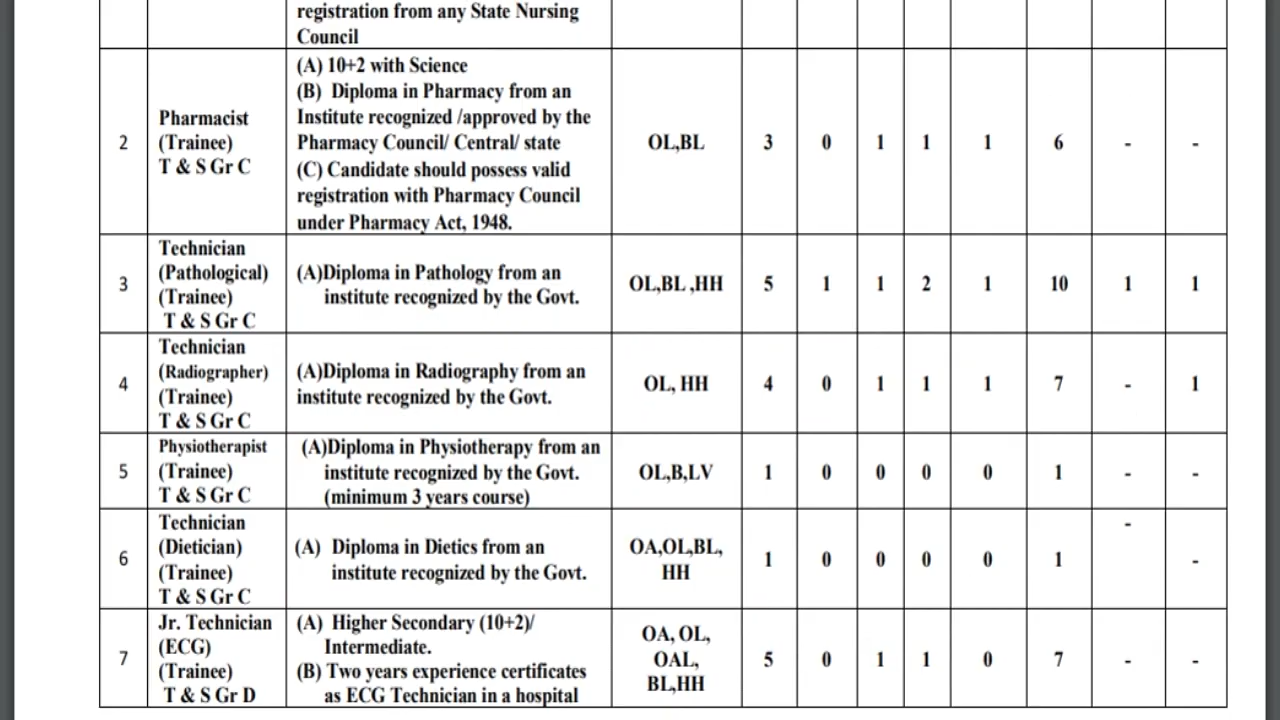 registration from any State Nursing
Council
2
Pharmacist
(Trainee)
T & S Gr C
(A) 10+2 with Science
(B) Diploma in Pharmacy from an
Institute recognized /approved by the
Pharmacy Council/ Central/ state
(C) Candidate should possess valid
registration with Pharmacy Council
under Pharmacy Act, 1948.
OL,BL
3 0 1 1 1 6 - -
3
Technician
(Pathological)
(Trainee)
T & S Gr C
(A)Diploma in Pathology from an
institute recognized by the Govt.
OL,BL ,HH
5 1 1 2 1 10 1 1
4
Technician
(Radiographer)
(Trainee)
T & S Gr C
(A)Diploma in Radiography from an
institute recognized by the Govt.
OL, HH
4 0 1 1 1 7 - 1
5
Physiotherapist
(Trainee)
T & S Gr C
(A)Diploma in Physiotherapy from an
institute recognized by the Govt.
(minimum 3 years course)
OL,B,LV
1 0 0 0 0 1 - -
6
Technician
(Dietician)
(Trainee)
T & S Gr C
(A) Diploma in Dietics from an
institute recognized by the Govt.
OA,OL,BL,
HH
1 0 0 0 0 1 - -
7
Jr. Technician
(ECG)
(Trainee)
T & S Gr D
(A) Higher Secondary (10+2)/
Intermediate.
(B) Two years experience certificates
as ECG Technician in a hospital
OA, OL,
OAL,
BL,HH
5 0 1 1 0 7 - -